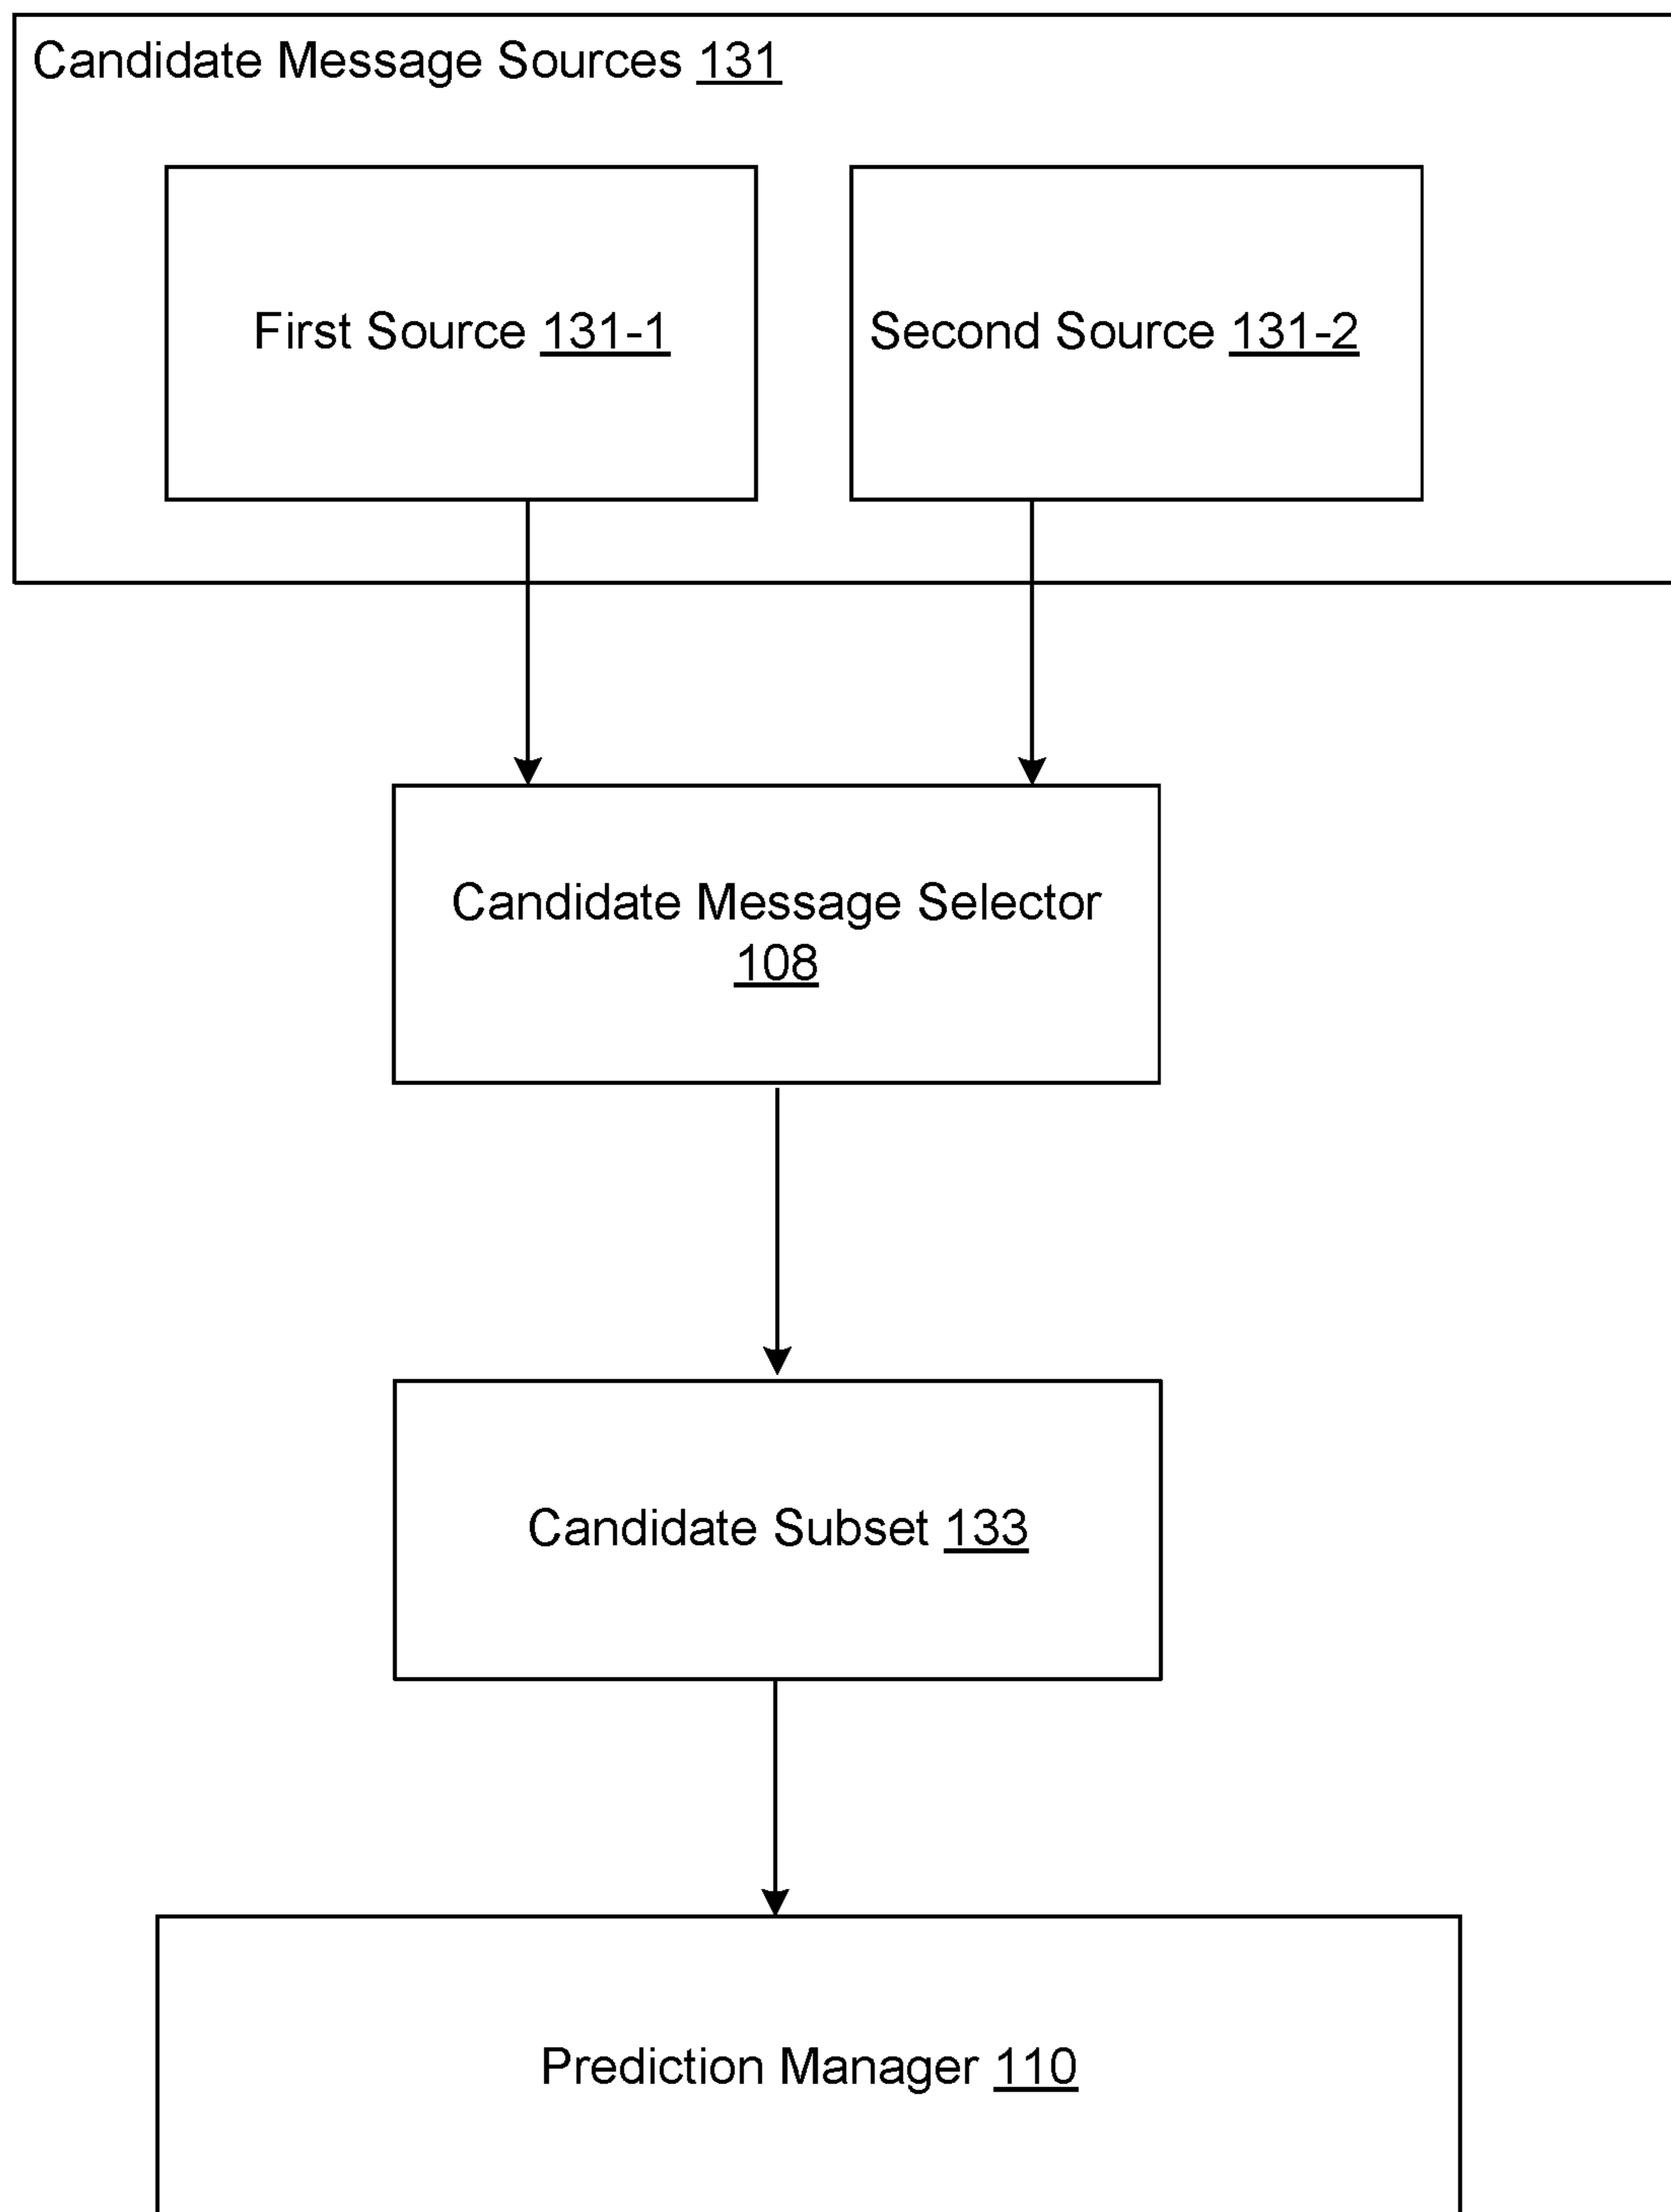 Candidate Message Sources 131
First Source 131-1
Second Source 131-2
Candidate Message Selector
108
Candidate Subset 133
Prediction Manager 110